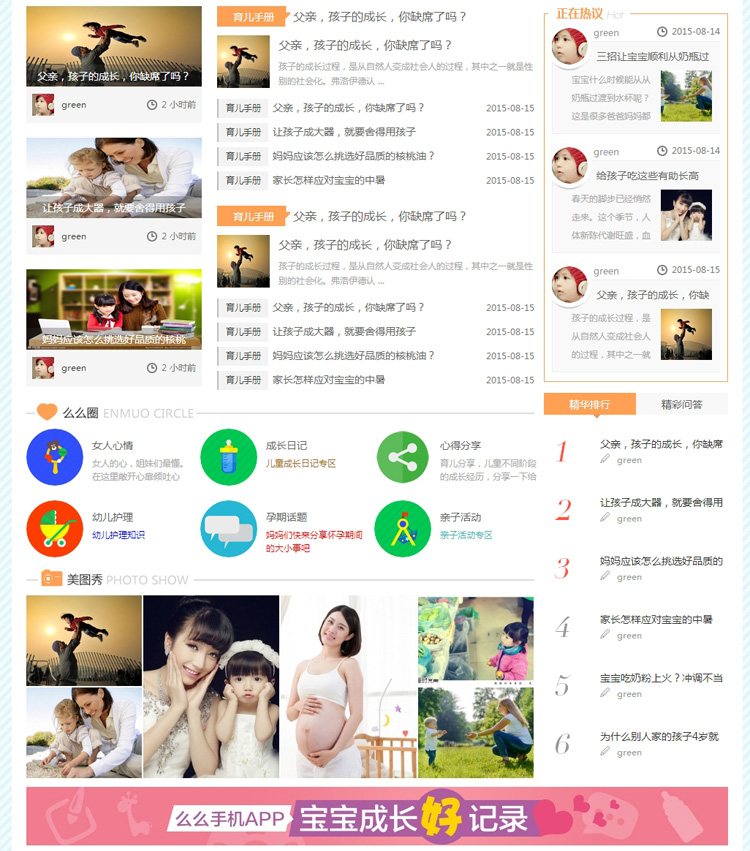 父亲，孩子的成长，你缺席了吗？
green
2 小时前
让孩子成大器，就要舍得用孩子
green
2 小时前
妈妈应该怎么挑选好品质的核桃
green
2 小时前
育儿手册
父亲，孩子的成长，你缺席了吗？
父亲，孩子的成长，你缺席了吗？
孩子的成长过程，是从自然人变成社会人的过程，其中之一就是性
别的社会化。弗洛伊德认 ...
育儿手册 父亲，孩子的成长，你缺席了吗？ 2015-08-15
育儿手册 让孩子成大器，就要舍得用孩子 2015-08-15
育儿手册 妈妈应该怎么挑选好品质的核桃油？ 2015-08-15
育儿手册 家长怎样应对宝宝的中暑 2015-08-15
育儿手册
父亲，孩子的成长，你缺席了吗？
父亲，孩子的成长，你缺席了吗？
孩子的成长过程，是从自然人变成社会人的过程，其中之一就是性
别的社会化。弗洛伊德认 ...
育儿手册 父亲，孩子的成长，你缺席了吗？ 2015-08-15
育儿手册 让孩子成大器，就要舍得用孩子 2015-08-15
育儿手册 妈妈应该怎么挑选好品质的核桃油？ 2015-08-15
育儿手册 家长怎样应对宝宝的中暑 2015-08-15
正在热议 Hot
green 2015-08-14
三招让宝宝顺利从奶瓶过
宝宝什么时候能从从
奶瓶过渡到水杯呢？
这是很多爸爸妈妈都
green 2015-08-14
给孩子吃这些有助长高
春天的脚步已经悄然
走来。这个季节，人
体新陈代谢旺盛，血
green 2015-08-15
父亲，孩子的成长，你缺
孩子的成长过程，是
从自然人变成社会人
的过程，其中之一就
么么圈 ENMUO CIRCLE
女人心情
女人的心，姐妹们最懂。
在这里敞开心扉倾吐心
成长日记
儿童成长日记专区
心得分享
育儿分享，儿童不同阶段
的成长经历，分享一下给
幼儿护理
幼儿护理知识
孕期话题
妈妈们快来分享怀孕期间
的大小事吧
亲子活动
亲子活动专区
美图秀 PHOTO SHOW
精华排行 精彩问答
1 父亲，孩子的成长，你缺席
green
2 让孩子成大器，就要舍得用
green
3 妈妈应该怎么挑选好品质的
green
4 家长怎样应对宝宝的中暑
green
5 宝宝吃奶粉上火？冲调不当
green
6 为什么别人家的孩子4岁就
green
么么手机APP 宝宝成长好记录